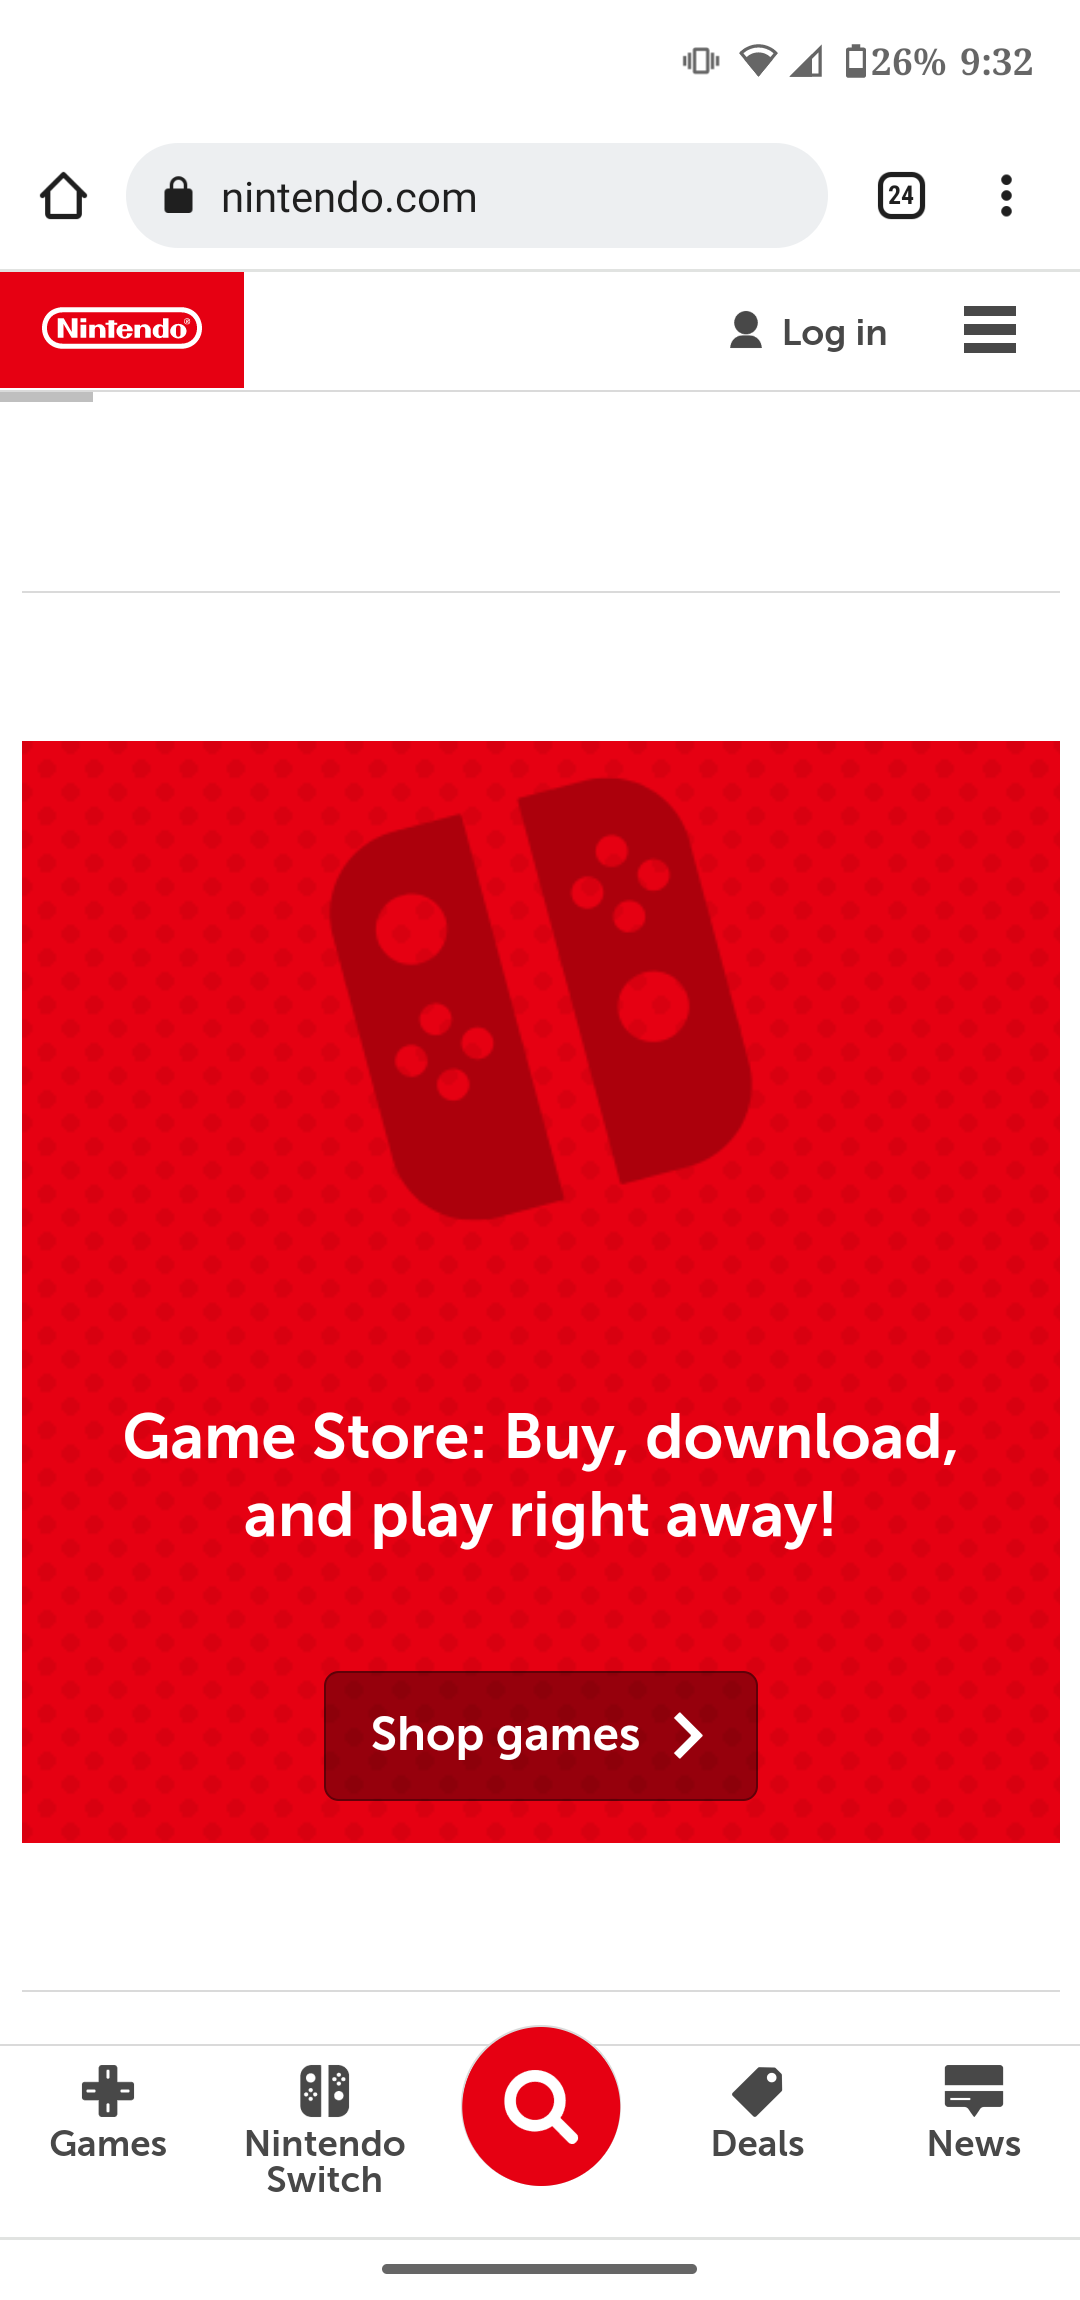 26% 9:32
nintendo.com
24
Nintendo®
Log in
Game Store: Buy, download,
and play right away!
Shop games
Games
Nintendo
Switch
Deals
News